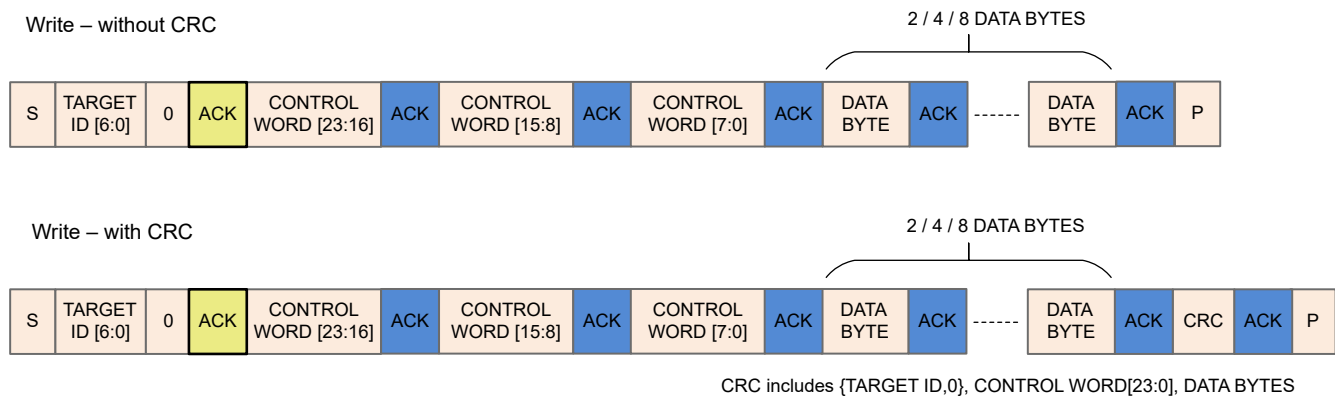 Write – without CRC
2 / 4 / 8 DATA BYTES
S
TARGET
ID [6:0]
0
ACK
CONTROL
WORD [23:16]
ACK
CONTROL
WORD [15:8]
ACK
CONTROL
WORD [7:0]
ACK
DATA
BYTE
ACK
DATA
BYTE
ACK
P
Write – with CRC
2 / 4 / 8 DATA BYTES
S
TARGET
ID [6:0]
0
ACK
CONTROL
WORD [23:16]
ACK
CONTROL
WORD [15:8]
ACK
CONTROL
WORD [7:0]
ACK
DATA
BYTE
ACK
DATA
BYTE
ACK
CRC
ACK
P
CRC includes {TARGET ID,0}, CONTROL WORD[23:0], DATA BYTES